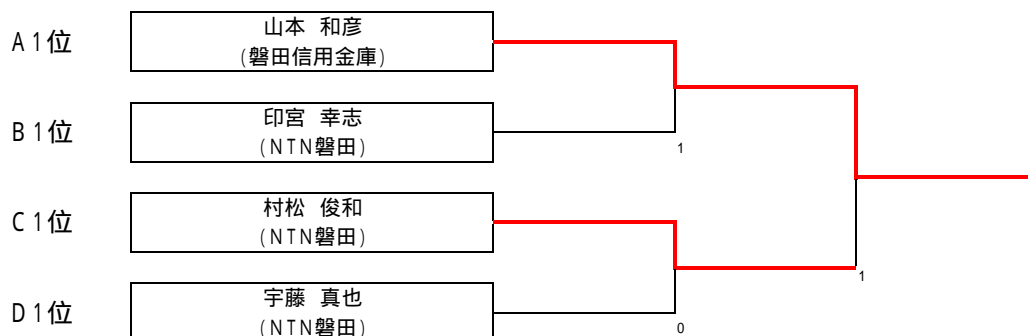 A1位
山本 和彦
(磐田信用金庫)
B1位
印宮 幸志
(NTN磐田)
1
C1位
村松 俊和
(NTN磐田)
1
D1位
宇藤 真也
(NTN磐田)
0